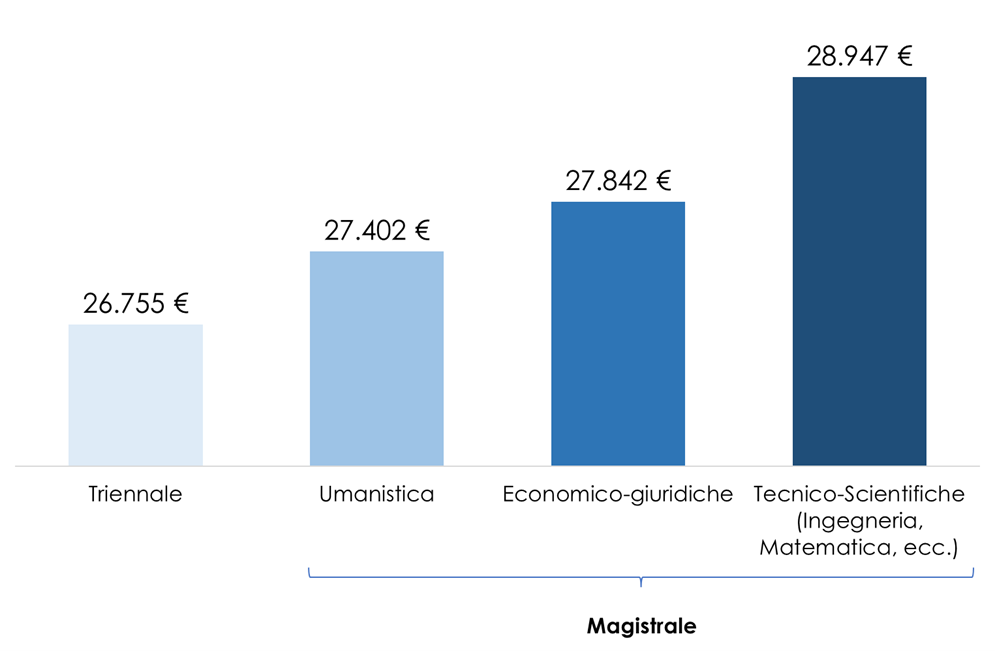 28.947 €
27.842 €
27.402 €
26.755 €
Triennale
Umanistica
Economico-giuridiche
Tecnico-Scientifiche
(Ingegneria,
Matematica, ecc.)
Magistrale